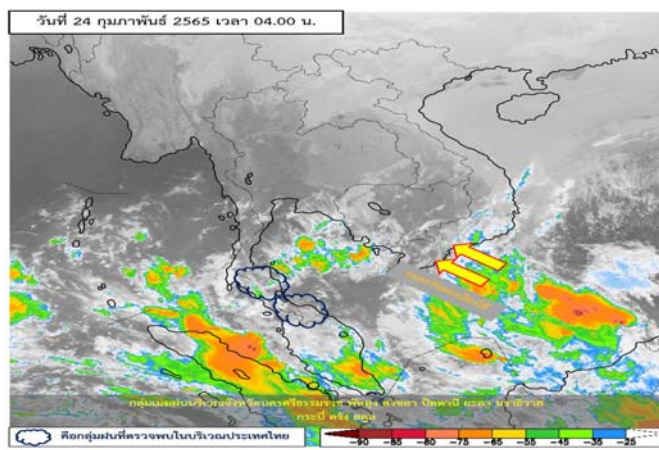 วันที่ 24 กุมภาพันธ์ 2565 เวลา 04.00 น.
กลุ่มเมฆฝนบริเวณจังหวัดนครศรีธรรมราช พัทลุง สงขลา ปัตตานี ยะลา นราธิวาส
กระบี่ ตรัง สตูล
คือกลุ่มฝนที่ตรวจพบในบริเวณประเทศไทย
-90 -85 -80 -75 -65 -55 -45 -35 -25